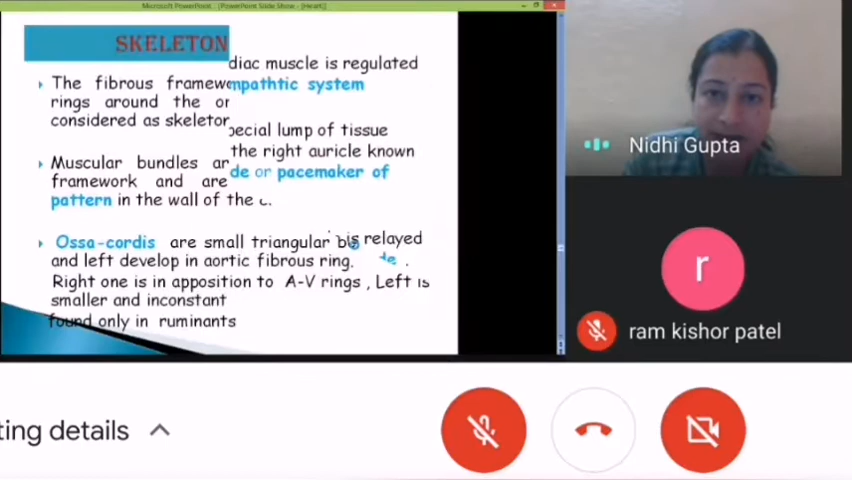 Microsoft PowerPoint - [PowerPoint Slide Show - [Heart]]
SKELETON
diac muscle is regulated
The fibrous framew
mpathtic system
rings around the or
considered as skeletor
pecial lump of tissue
Muscular bundles ar
the right auricle known
framework and are
de or pacemaker of
pattern in the wall of the
Ossa-cordis are small triangular
is relayed
and left develop in aortic fibrous ring.
de .
Right one is in apposition to A-V rings , Left is
smaller and inconstant
found only in ruminants
Nidhi Gupta
r
ram kishor patel
ting details